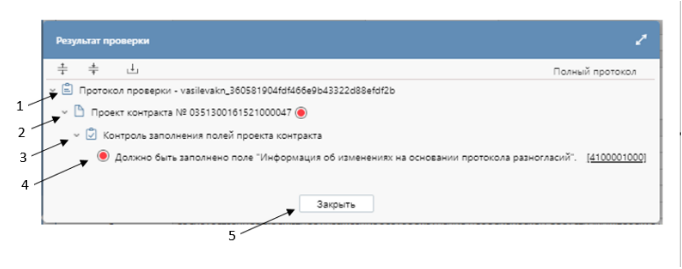 Результат проверки
Полный протокол
1
Протокол проверки - vasilevakn_360581904fdf466e9b43322d88efdf2b
2
Проект контракта № 0351300161521000047
3
Контроль заполнения полей проекта контракта
4
Должно быть заполнено поле "Информация об изменениях на основании протокола разногласий". [4100001000]
Закрыть
5